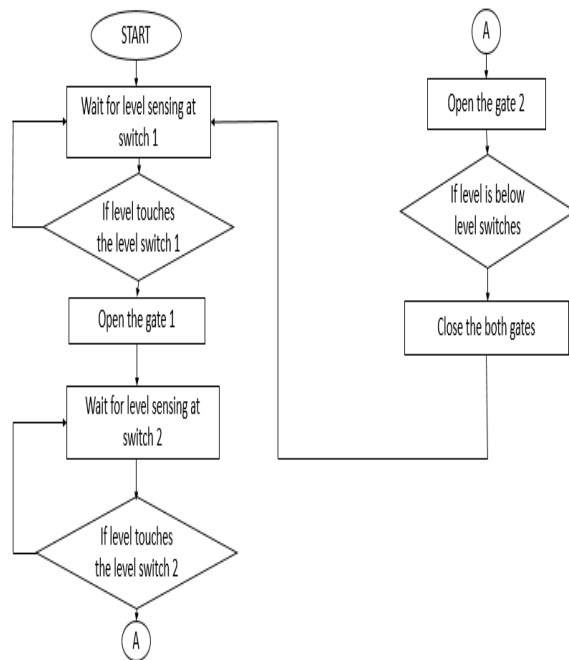 START
Wait for level sensing at
switch 1
If level touches
the level switch 1
Open the gate 1
Wait for level sensing at
switch 2
If level touches
the level switch 2
A
A
Open the gate 2
If level is below
level switches
Close the both gates